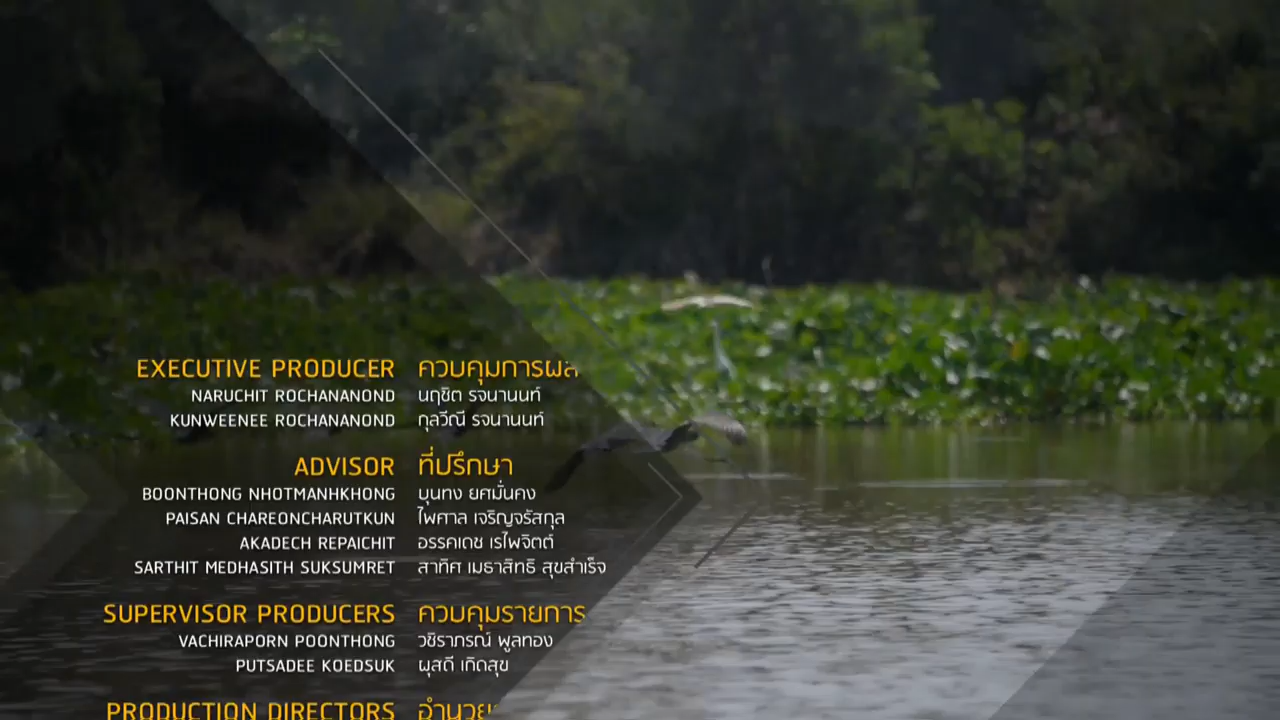 EXECUTIVE PRODUCER ควบคุมการผล
NARUCHIT ROCHANANOND นฤชิต รจนานนท์
KUNWEENEE ROCHANANOND กุลวีณี รจนานนท์
ADVISOR ที่ปรึกษา
BOONTHONG NHOTMANHKHONG บุนทง ยศมั่นคง
PAISAN CHAREONCHARUTKUN ไพศาล เจริญจรัสกุล
AKADECH REPAICHIT อรรคเดช เรไพจิตต์
SARTHIT MEDHASITH SUKSUMRET สาทิศ เมธาสิทธิ สุขสำเร็จ
SUPERVISOR PRODUCERS ควบคุมรายการ
VACHIRAPORN POONTHONG วชิราภรณ์ พูลทอง
PUTSADEE KOEDSUK ผุสดี เกิดสุข
PRODUCTION DIRECTORS